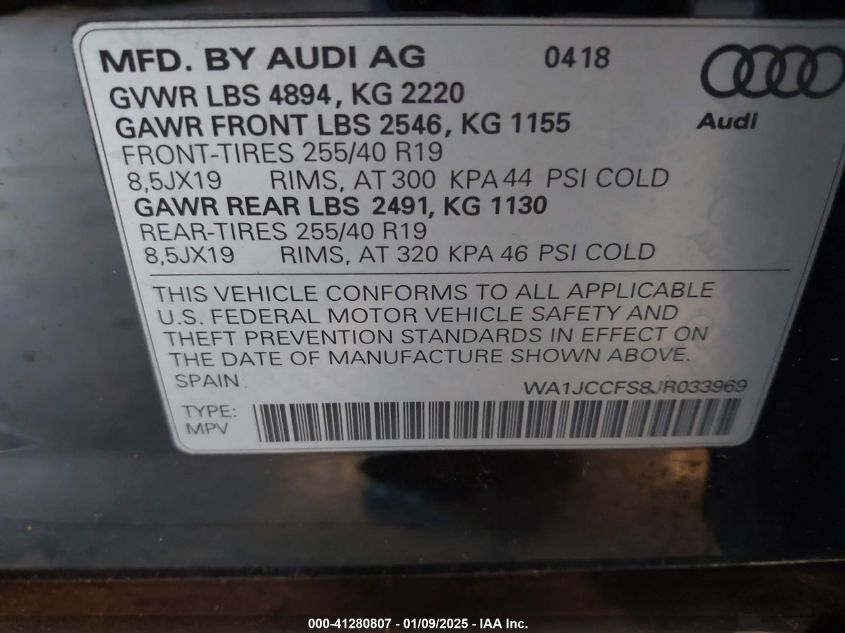 MFD. BY AUDI AG 0418
GVWR LBS 4894, KG 2220
GAWR FRONT LBS 2546, KG 1155
Audi
FRONT-TIRES 255/40 R19
8,5JX19 RIMS, AT 300 KPA 44 PSI COLD
GAWR REAR LBS 2491, KG 1130
REAR-TIRES 255/40 R19
8,5JX19 RIMS, AT 320 KPA 46 PSI COLD
THIS VEHICLE CONFORMS TO ALL APPLICABLE
U.S. FEDERAL MOTOR VEHICLE SAFETY AND
THEFT PREVENTION STANDARDS IN EFFECT ON
THE DATE OF MANUFACTURE SHOWN ABOVE.
SPAIN WA1JCCFS8JR033969
TYPE:
MPV
000-41280807 - 01/09/2025 - IAA Inc.